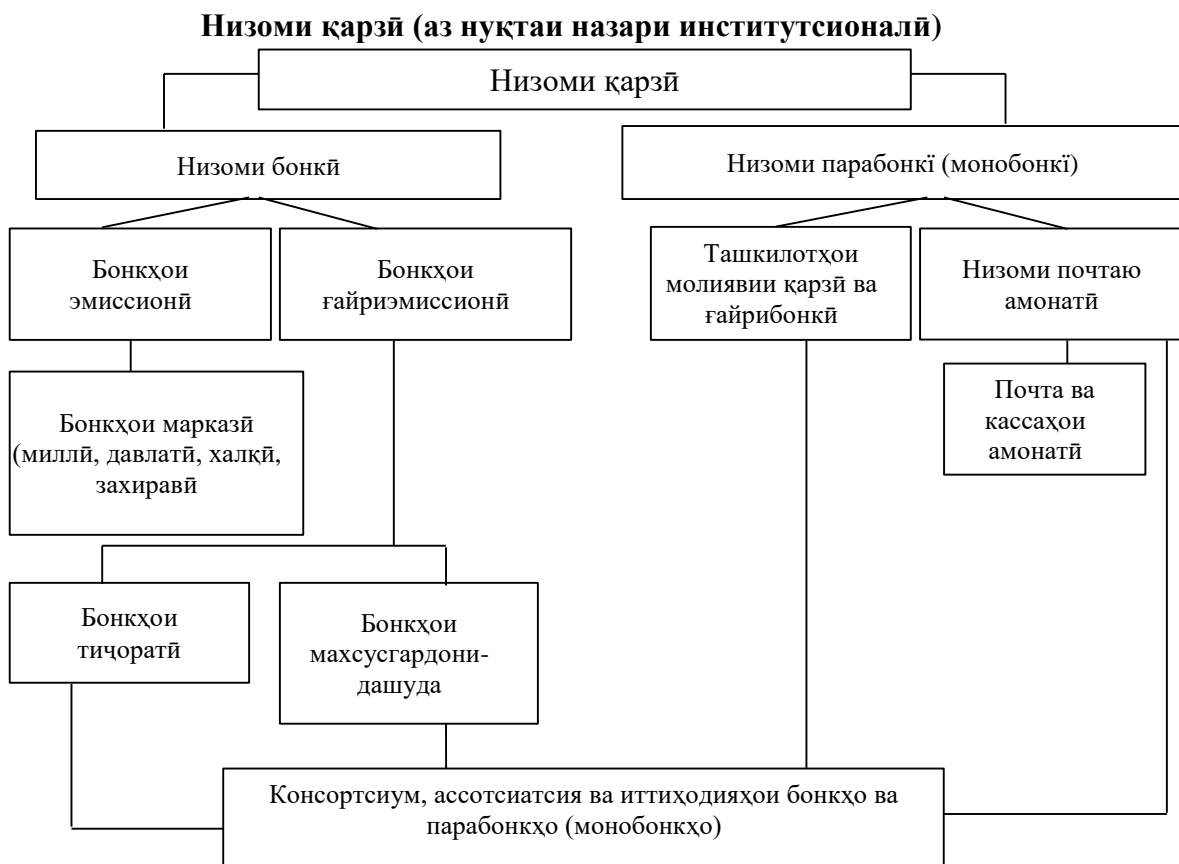 Низоми қарзӣ (аз нуқтаи назари институтсионалӣ)
Низоми қарзӣ
Низоми бонкӣ
Низоми парабонкї (монобонкї)
Бонкҳои
эмиссионӣ
Бонкҳои
ғайриэмиссионӣ
Ташкилотҳои
молиявии қарзӣ ва
ғайрибонкӣ
Низоми почтаю
амонатӣ
Бонкҳои марказӣ
(миллӣ, давлатӣ, халқӣ,
захиравӣ
Почта ва
кассаҳои
амонатӣ
Бонкҳои
тиҷоратӣ
Бонкҳои
махсусгардони-
дашуда
Консортсиум, ассотсиатсия ва иттиҳодияҳои бонкҳо ва
парабонкҳо (монобонкҳо)